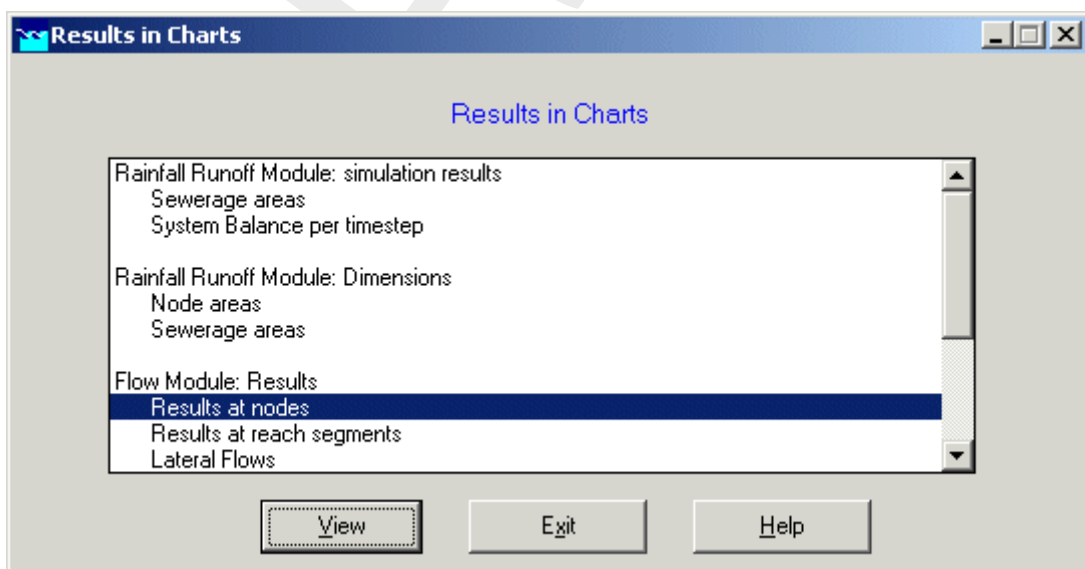 Results in Charts
Results in Charts
Rainfall Runoff Module: simulation results
Sewerage areas
System Balance per timestep
Rainfall Runoff Module: Dimensions
Node areas
Sewerage areas
Flow Module: Results
Results at nodes
Results at reach segments
Lateral Flows
View Exit Help